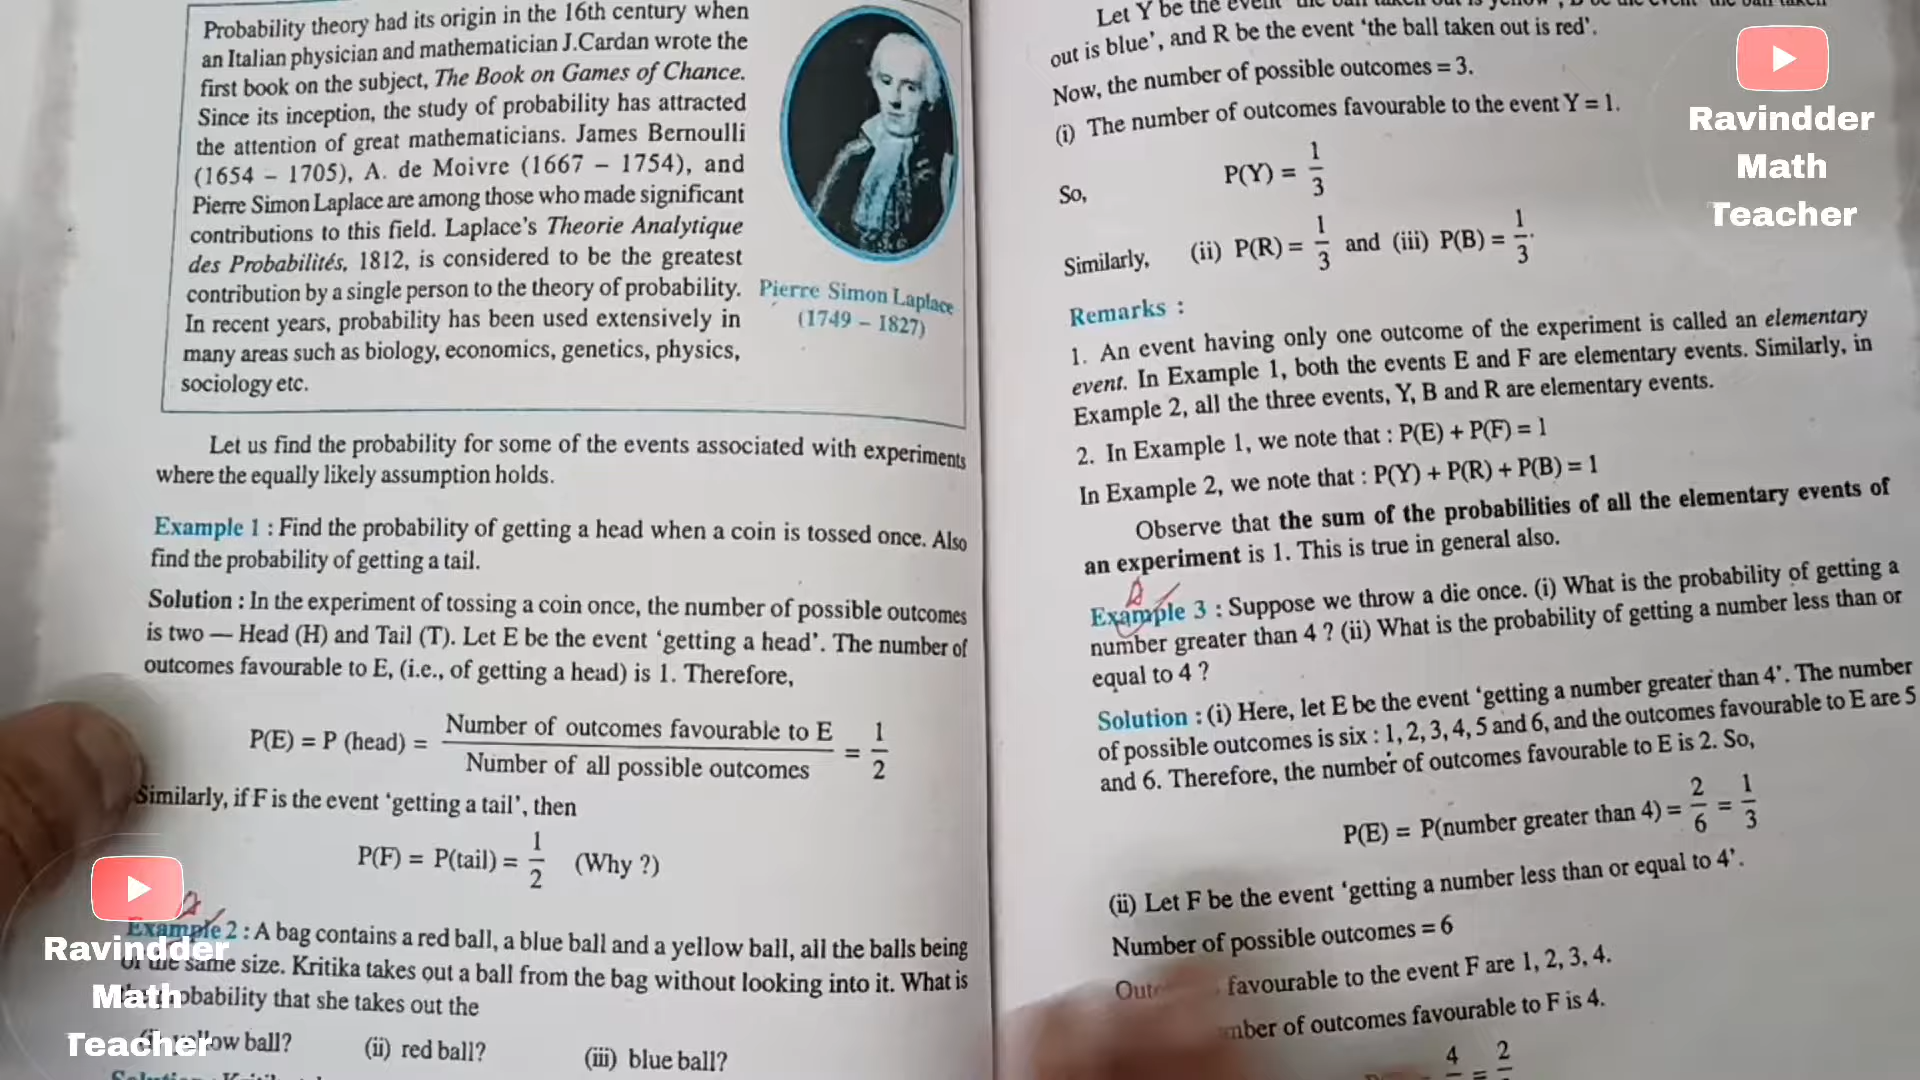 Probability theory had its origin in the 16th century when
an Italian physician and mathematician J.Cardan wrote the
first book on the subject, The Book on Games of Chance.
Since its inception, the study of probability has attracted
the attention of great mathematicians. James Bernoulli
(1654 – 1705), A. de Moivre (1667 – 1754), and
Pierre Simon Laplace are among those who made significant
contributions to this field. Laplace's Theorie Analytique
des Probabilités, 1812, is considered to be the greatest
contribution by a single person to the theory of probability.
In recent years, probability has been used extensively in
many areas such as biology, economics, genetics, physics,
sociology etc.
Pierre Simon Laplace
(1749 – 1827)
Let us find the probability for some of the events associated with experiments
where the equally likely assumption holds.
Example 1 : Find the probability of getting a head when a coin is tossed once. Also
find the probability of getting a tail.
Solution : In the experiment of tossing a coin once, the number of possible outcomes
is two — Head (H) and Tail (T). Let E be the event 'getting a head'. The number of
outcomes favourable to E, (i.e., of getting a head) is 1. Therefore,
P(E) = P (head) = Number of outcomes favourable to E / Number of all possible outcomes = 1/2
Similarly, if F is the event 'getting a tail', then
P(F) = P(tail) = 1/2 (Why ?)
Example 2 : A bag contains a red ball, a blue ball and a yellow ball, all the balls being
of the same size. Kritika takes out a ball from the bag without looking into it. What is
probability that she takes out the
(i) yellow ball? (ii) red ball? (iii) blue ball?
Ravindder
Math
Teacher
Let Y be the event 'the ball taken out is yellow', B be the event 'the ball taken
out is blue', and R be the event 'the ball taken out is red'.
Now, the number of possible outcomes = 3.
(i) The number of outcomes favourable to the event Y = 1.
So, P(Y) = 1/3
Similarly, (ii) P(R) = 1/3 and (iii) P(B) = 1/3.
Remarks :
1. An event having only one outcome of the experiment is called an elementary
event. In Example 1, both the events E and F are elementary events. Similarly, in
Example 2, all the three events, Y, B and R are elementary events.
2. In Example 1, we note that : P(E) + P(F) = 1
In Example 2, we note that : P(Y) + P(R) + P(B) = 1
Observe that the sum of the probabilities of all the elementary events of
an experiment is 1. This is true in general also.
Example 3 : Suppose we throw a die once. (i) What is the probability of getting a
number greater than 4 ? (ii) What is the probability of getting a number less than or
equal to 4 ?
Solution : (i) Here, let E be the event 'getting a number greater than 4'. The number
of possible outcomes is six : 1, 2, 3, 4, 5 and 6, and the outcomes favourable to E are 5
and 6. Therefore, the number of outcomes favourable to E is 2. So,
P(E) = P(number greater than 4) = 2/6 = 1/3
(ii) Let F be the event 'getting a number less than or equal to 4'.
Number of possible outcomes = 6
favourable to the event F are 1, 2, 3, 4.
of outcomes favourable to F is 4.
4 = 2
Ravindder
Math
Teacher